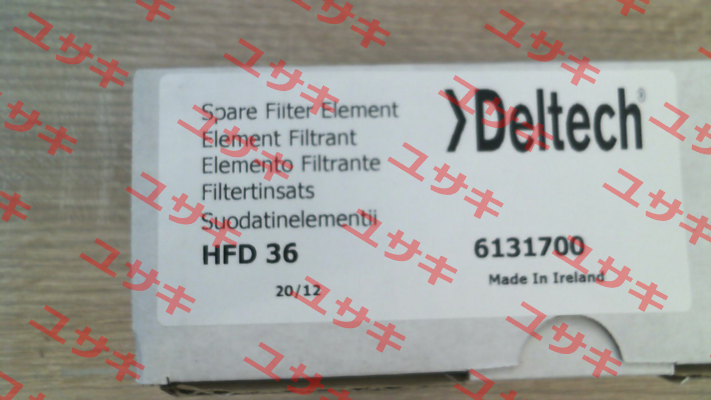 Spare Filter Element
Element Filtrant
Elemento Filtrante
Filtertinsats
Suodatinelementii
HFD 36
20/12
Deltech®
6131700
Made In Ireland
ユサキ